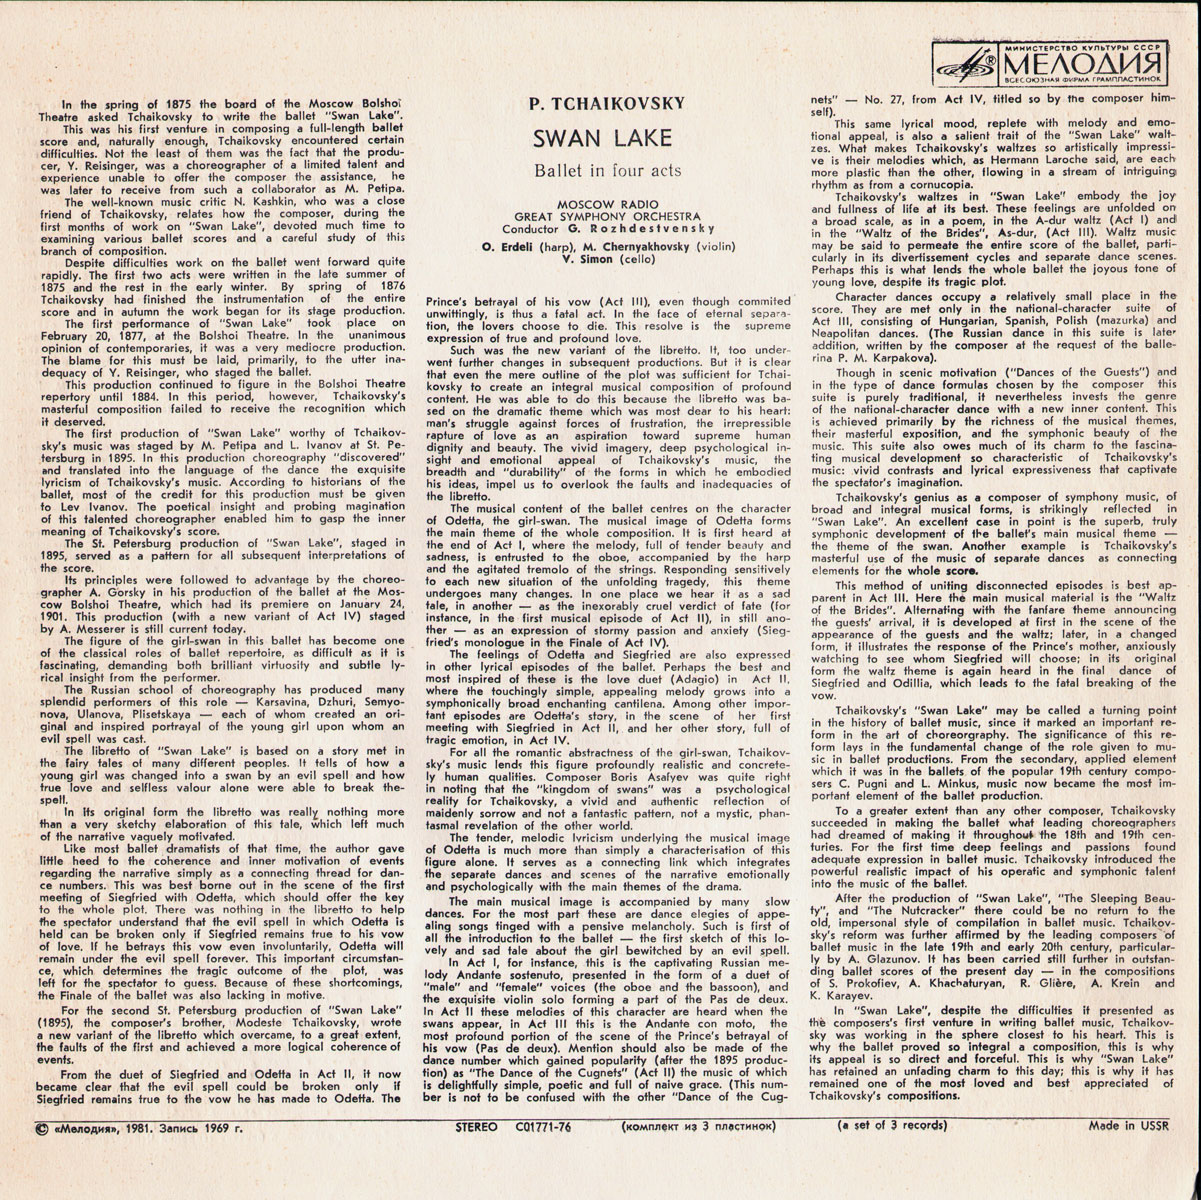 МИНИСТЕРСТВО КУЛЬТУРЫ СССР
МЕЛОДИЯ
ВСЕСОЮЗНАЯ ФИРМА ГРАМПЛАСТИНОК
In the spring of 1875 the board of the Moscow Bolshoi
Theatre asked Tchaikovsky to write the ballet "Swan Lake".
This was his first venture in composing a full-length ballet
score and, naturally enough, Tchaikovsky encountered certain
difficulties. Not the least of them was the fact that the produ-
cer, Y. Reisinger, was a choreographer of a limited talent and
experience unable to offer the composer the assistance, he
was later to receive from such a collaborator as M. Petipa.
The well-known music critic N. Kashkin, who was a close
friend of Tchaikovsky, relates how the composer, during the
first months of work on "Swan Lake", devoted much time to
examining various ballet scores and a careful study of this
branch of composition.
Despite difficulties work on the ballet went forward quite
rapidly. The first two acts were written in the late summer of
1875 and the rest in the early winter. By spring of 1876
Tchaikovsky had finished the instrumentation of the entire
score and in autumn the work began for its stage production.
The first performance of "Swan Lake" took place on
February 20, 1877, at the Bolshoi Theatre. In the unanimous
opinion of contemporaries, it was a very mediocre production.
The blame for this must be laid, primarily, to the utter ina-
dequacy of Y. Reisinger, who staged the ballet.
This production continued to figure in the Bolshoi Theatre
repertory until 1884. In this period, however, Tchaikovsky's
masterful composition failed to receive the recognition which
it deserved.
The first production of "Swan Lake" worthy of Tchaikov-
sky's music was staged by M. Petipa and L. Ivanov at St. Pe-
tersburg in 1895. In this production choreography "discovered"
and translated into the language of the dance the exquisite
lyricism of Tchaikovsky's music. According to historians of the
ballet, most of the credit for this production must be given
to Lev Ivanov. The poetical insight and probing magination
of this talented choreographer enabled him to gasp the inner
meaning of Tchaikovsky's score.
The St. Petersburg production of "Swan Lake", staged in
1895, served as a pattern for all subsequent interpretations of
the score.
Its principles were followed to advantage by the choreo-
grapher A. Gorsky in his production of the ballet at the Mos-
cow Bolshoi Theatre, which had its premiere on January 24,
1901. This production (with a new variant of Act IV) staged
by A. Messerer is still current today.
The figure of the girl-swan in this ballet has become one
of the classical roles of ballet repertoire, as difficult as it is
fascinating, demanding both brilliant virtuosity and subtle ly-
rical insight from the performer.
The Russian school of choreography has produced many
splendid performers of this role — Karsavina, Dzhuri, Semyo-
nova, Ulanova, Plisetskaya — each of whom created an ori-
ginal and inspired portrayal of the young girl upon whom an
evil spell was cast.
The libretto of "Swan Lake" is based on a story met in
the fairy tales of many different peoples. It tells of how a
young girl was changed into a swan by an evil spell and how
true love and selfless valour alone were able to break the-
spell.
In its original form the libretto was really nothing more
than a very sketchy elaboration of this tale, which left much
of the narrative vaguely motivated.
Like most ballet dramatists of that time, the author gave
little heed to the coherence and inner motivation of events
regarding the narrative simply as a connecting thread for dan-
ce numbers. This was best borne out in the scene of the first
meeting of Siegfried with Odetta, which should offer the key
to the whole plot. There was nothing in the libretto to help
the spectator understand that the evil spell in which Odetta is
held can be broken only if Siegfried remains true to his vow
of love. If he betrays this vow even involuntarily, Odetta will
remain under the evil spell forever. This important circumstan-
ce, which determines the tragic outcome of the plot, was
left for the spectator to guess. Because of these shortcomings,
the Finale of the ballet was also lacking in motive.
For the second St. Petersburg production of "Swan Lake"
(1895), the composer's brother, Modeste Tchaikovsky, wrote
a new variant of the libretto which overcame, to a great extent,
the faults of the first and achieved a more logical coherence of
events.
From the duet of Siegfried and Odetta in Act II, it now
became clear that the evil spell could be broken only if
Siegfried remains true to the vow he has made to Odetta. The
P. TCHAIKOVSKY
SWAN LAKE
Ballet in four acts
MOSCOW RADIO
GREAT SYMPHONY ORCHESTRA
Conductor G. Rozhdestvensky
O. Erdeli (harp), M. Chernyakhovsky (violin)
V. Simon (cello)
Prince's betrayal of his vow (Act III), even though commited
unwittingly, is thus a fatal act. In the face of eternal separa-
tion, the lovers choose to die. This resolve is the supreme
expression of true and profound love.
Such was the new variant of the libretto. It, too under-
went further changes in subsequent productions. But it is clear
that even the mere outline of the plot was sufficient for Tchai-
kovsky to create an integral musical composition of profound
content. He was able to do this because the libretto was ba-
sed on the dramatic theme which was most dear to his heart:
man's struggle against forces of frustration, the irrepressible
rapture of love as an aspiration toward supreme human
dignity and beauty. The vivid imagery, deep psychological in-
sight and emotional appeal of Tchaikovsky's music, the
breadth and "durability" of the forms in which he embodied
his ideas, impel us to overlook the faults and inadequacies of
the libretto.
The musical content of the ballet centres on the character
of Odetta, the girl-swan. The musical image of Odetta forms
the main theme of the whole composition. It is first heard at
the end of Act I, where the melody, full of tender beauty and
sadness, is entrusted to the oboe, accompanied by the harp
and the agitated tremolo of the strings. Responding sensitively
to each new situation of the unfolding tragedy, this theme
undergoes many changes. In one place we hear it as a sad
tale, in another — as the inexorably cruel verdict of fate (for
instance, in the first musical episode of Act II), in still ano-
ther — as an expression of stormy passion and anxiety (Sieg-
fried's monologue in the Finale of Act IV).
The feelings of Odetta and Siegfried are also expressed
in other lyrical episodes of the ballet. Perhaps the best and
most inspired of these is the love duet (Adagio) in Act II,
where the touchingly simple, appealing melody grows into a
symphonically broad enchanting cantilena. Among other impor-
tant episodes are Odetta's story, in the scene of her first
meeting with Siegfried in Act II, and her other story, full of
tragic emotion, in Act IV.
For all the romantic abstractness of the girl-swan, Tchaikov-
sky's music lends this figure profoundly realistic and concrete-
ly human qualities. Composer Boris Asafyev was quite right
in noting that the "kingdom of swans" was a psychological
reality for Tchaikovsky, a vivid and authentic reflection of
maidenly sorrow and not a fantastic pattern, not a mystic, phan-
tasmal revelation of the other world.
The tender, melodic lvricism underlying the musical image
of Odetta is much more than simply a characterisation of this
figure alone. It serves as a connecting link which integrates
the separate dances and scenes of the narrative emotionally
and psychologically with the main themes of the drama.
The main musical image is accompanied by many slow
dances. For the most part these are dance elegies of appe-
aling songs tinged with a pensive melancholy. Such is first of
all the introduction to the ballet — the first sketch of this lo-
vely and sad tale about the girl bewitched by an evil spell.
In Act I, for instance, this is the captivating Russian me-
lody Andante sostenuto, presented in the form of a duet of
"male" and "female" voices (the oboe and the bassoon), and
the exquisite violin solo forming a part of the Pas de deux.
In Act II these melodies of this character are heard when the
swans appear, in Act III this is the Andante con moto, the
most profound portion of the scene of the Prince's betrayal of
his vow (Pas de deux). Mention should also be made of the
dance number which gained popularity (after the 1895 produc-
tion) as "The Dance of the Cugnets" (Act II) the music of which
is delightfully simple, poetic and full of naive grace. (This num-
ber is not to be confused with the other "Dance of the Cug-
nets" — No. 27, from Act IV, titled so by the composer him-
self).
This same lyrical mood, replete with melody and emo-
tional appeal, is also a salient trait of the "Swan Lake" walt-
zes. What makes Tchaikovsky's waltzes so artistically impressi-
ve is their melodies which, as Hermann Laroche said, are each
more plastic than the other, flowing in a stream of intriguing
rhythm as from a cornucopia.
Tchaikovsky's waltzes in "Swan Lake" embody the joy
and fullness of life at its best. These feelings are unfolded on
a broad scale, as in a poem, in the A-dur waltz (Act I) and
in the "Waltz of the Brides", As-dur, (Act III). Waltz music
may be said to permeate the entire score of the ballet, parti-
cularly in its divertissement cycles and separate dance scenes.
Perhaps this is what lends the whole ballet the joyous tone of
young love, despite its tragic plot.
Character dances occupy a relatively small place in the
score. They are met only in the national-character suite of
Act III, consisting of Hungarian, Spanish, Polish (mazurka) and
Neapolitan dances. (The Russian dance in this suite is later
addition, written by the composer at the request of the balle-
rina P. M. Karpakova).
Though in scenic motivation ("Dances of the Guests") and
in the type of dance formulas chosen by the composer this
suite is purely traditional, it nevertheless invests the genre
of the national-character dance with a new inner content. This
is achieved primarily by the richness of the musical themes,
their masterful exposition, and the symphonic beauty of the
music. This suite also owes much of its charm to the fascina-
ting musical development so characteristic of Tchaikovsky's
music: vivid contrasts and lyrical expressiveness that captivate
the spectator's imagination.
Tchaikovsky's genius as a composer of symphony music, of
broad and integral musical forms, is strikingly reflected in
"Swan Lake". An excellent case in point is the superb, truly
symphonic development of the ballet's main musical theme —
the theme of the swan. Another example is Tchaikovsky's
masterful use of the music of separate dances as connecting
elements for the whole score.
This method of uniting disconnected episodes is best ap-
parent in Act III. Here the main musical material is the "Waltz
of the Brides". Alternating with the fanfare theme announcing
the guests' arrival, it is developed at first in the scene of the
appearance of the guests and the waltz; later, in a changed
form, it illustrates the response of the Prince's mother, anxiously
watching to see whom Siegfried will choose; in its original
form the waltz theme is again heard in the final dance of
Siegfried and Odillia, which leads to the fatal breaking of the
vow.
Tchaikovsky's "Swan Lake" may be called a turning point
in the history of ballet music, since it marked an important re-
form in the art of choreorgraphy. The significance of this re-
form lays in the fundamental change of the role given to mu-
sic in ballet productions. From the secondary, applied element
which it was in the ballets of the popular 19th century compo-
sers C. Pugni and L. Minkus, music now became the most im-
portant element of the ballet production.
To a greater extent than any other composer, Tchaikovsky
succeeded in making the ballet what leading choreographers
had dreamed of making it throughout the 18th and 19th cen-
turies. For the first time deep feelings and passions found
adequate expression in ballet music. Tchaikovsky introduced the
powerful realistic impact of his operatic and symphonic talent
into the music of the ballet.
After the production of "Swan Lake", "The Sleeping Beau-
ty", and "The Nutcracker" there could be no return to the
old, impersonal style of compilation in ballet music. Tchaikov-
sky's reform was further affirmed by the leading composers of
ballet music in the late 19th and early 20th century, particular-
ly by A. Glazunov. It has been carried still further in outstan-
ding ballet scores of the present day — in the compositions
of S. Prokofiev, A. Khachaturyan, R. Glière, A. Krein and
K. Karayev.
In "Swan Lake", despite the difficulties it presented as
the composers's first venture in writing ballet music, Tchaikov-
sky was working in the sphere closest to his heart. This is
why the ballet proved so integral a composition, this is why
its appeal is so direct and forceful. This is why "Swan Lake"
has retained an unfading charm to this day; this is why it has
remained one of the most loved and best appreciated of
Tchaikovsky's compositions.
© «Мелодия», 1981. Запись 1969 г. STEREO С01771-76 (комплект из 3 пластинок) (a set of 3 records) Made in USSR